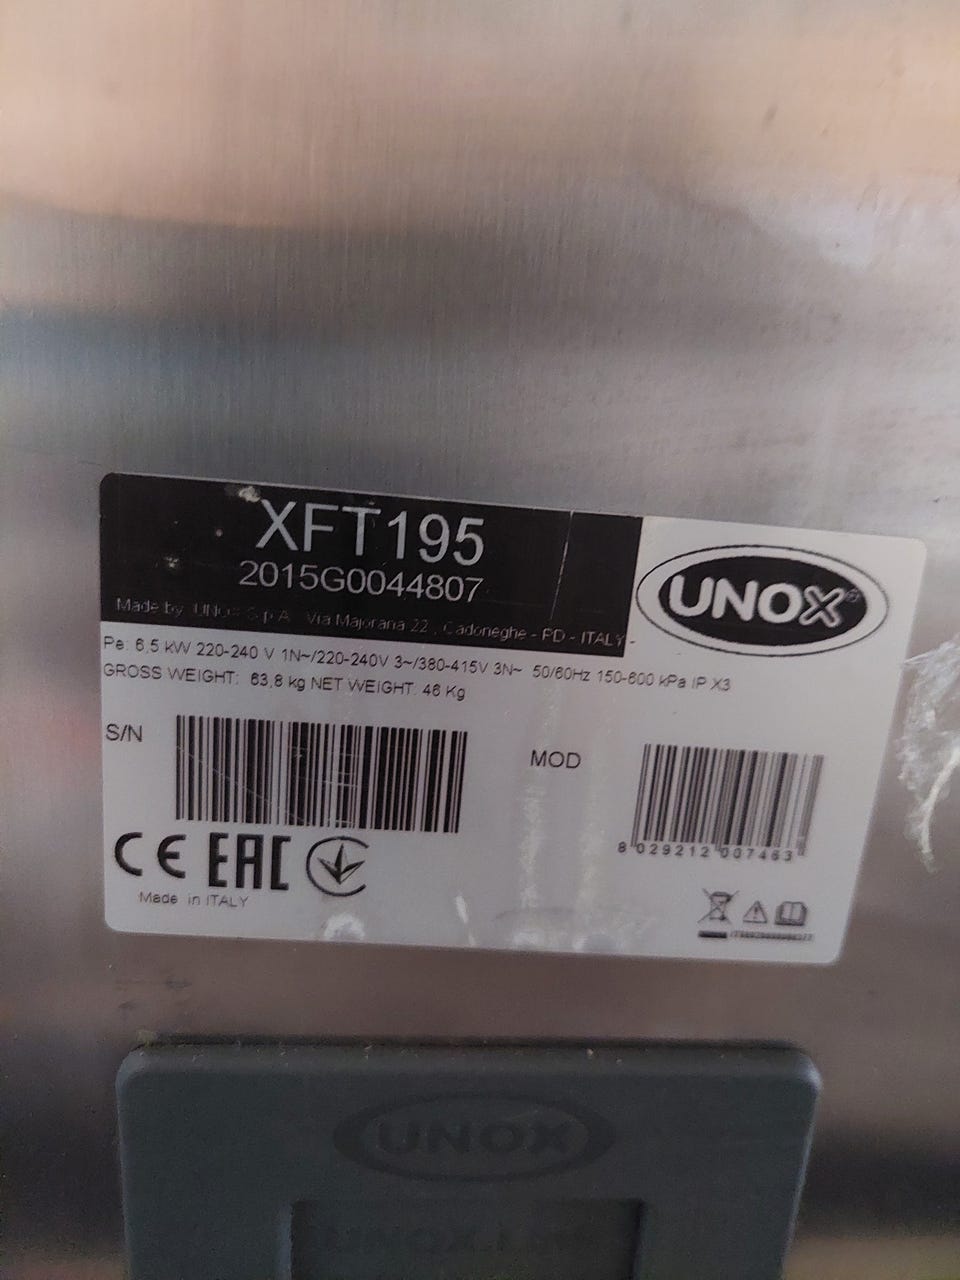 XFT195
2015G0044807
Made by UNOX S.p.A. Via Majorana 22, Cadoneghe - PD - ITALY -
UNOX®
Pe: 6,5 kW 220-240 V 1N~/220-240V 3~/380-415V 3N~ 50/60Hz 150-600 kPa IP X3
GROSS WEIGHT: 63,8 kg NET WEIGHT: 46 Kg
S/N
MOD
8 029212 007463
CE EAC
Made in ITALY
UNOX